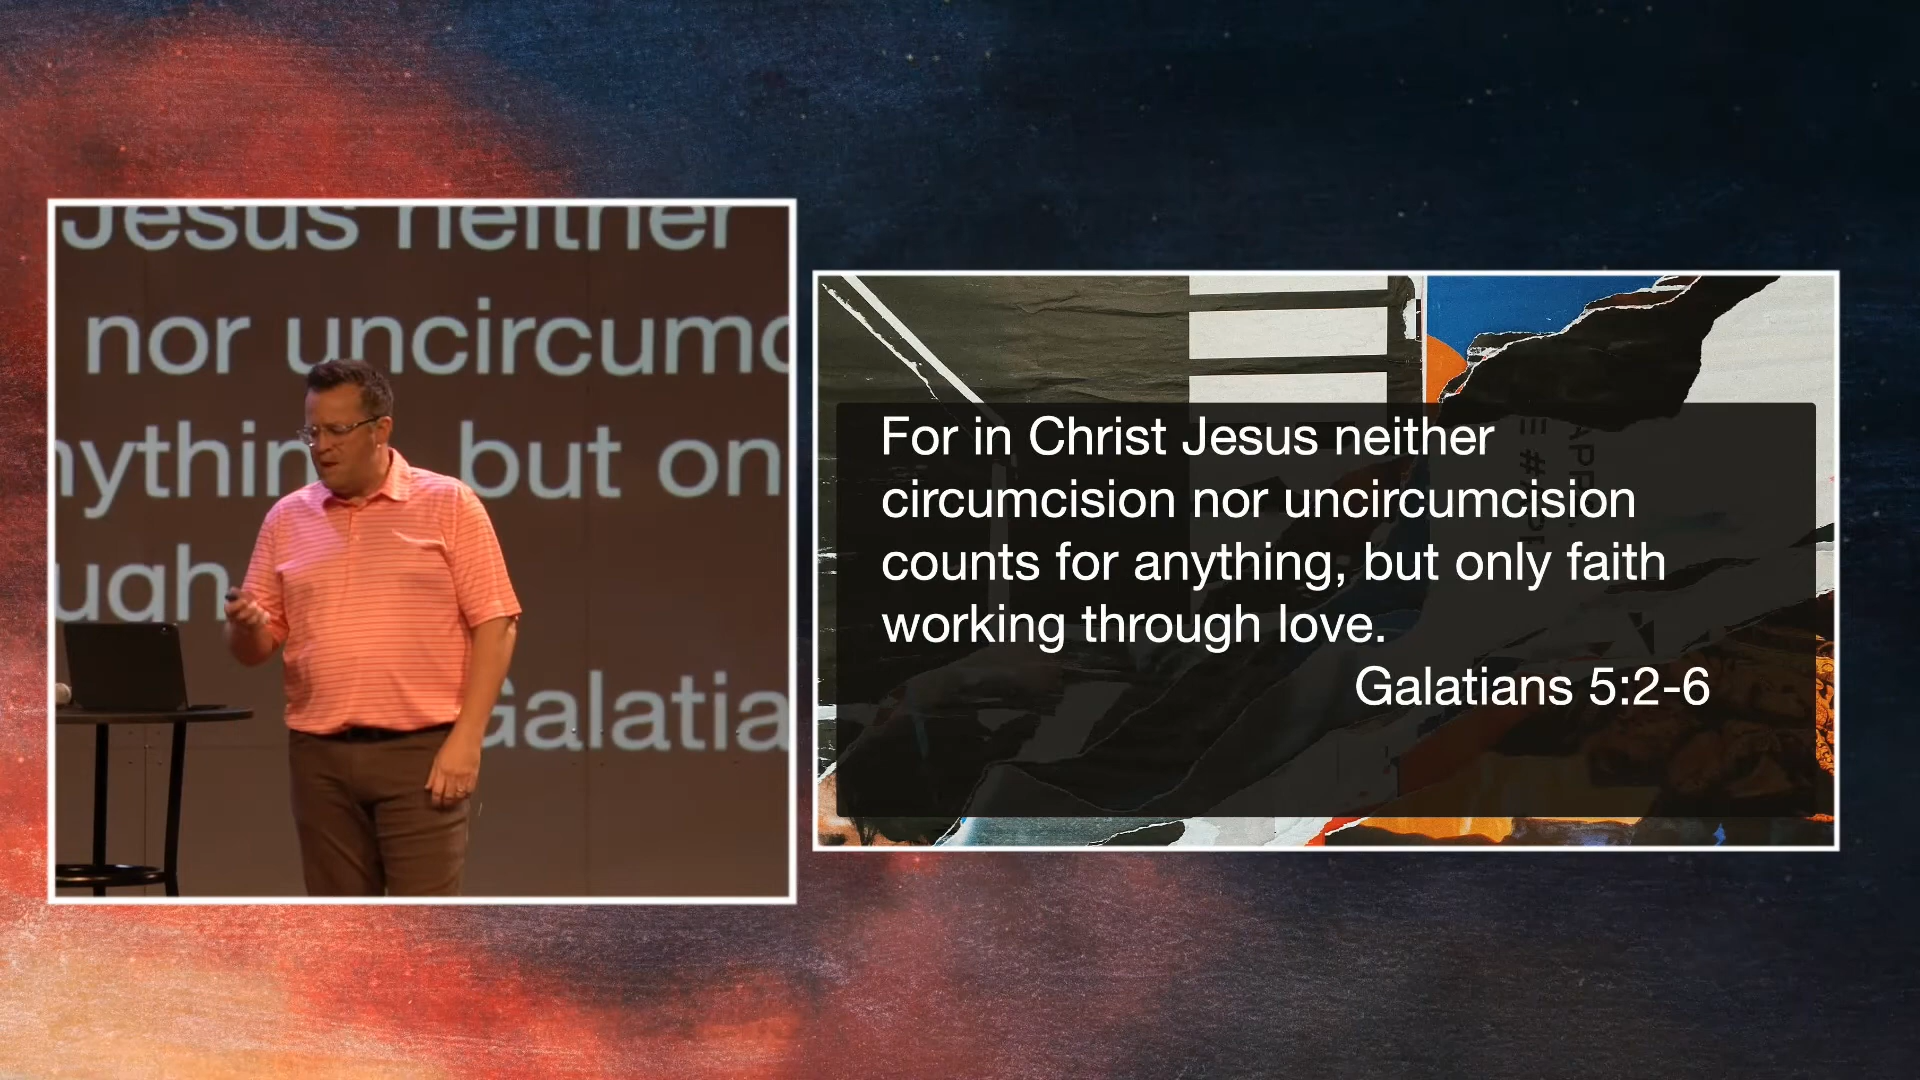 Jesus neither
nor uncircumc
but on
ugh
Galatia
For in Christ Jesus neither
circumcision nor uncircumcision
counts for anything, but only faith
working through love.
Galatians 5:2-6